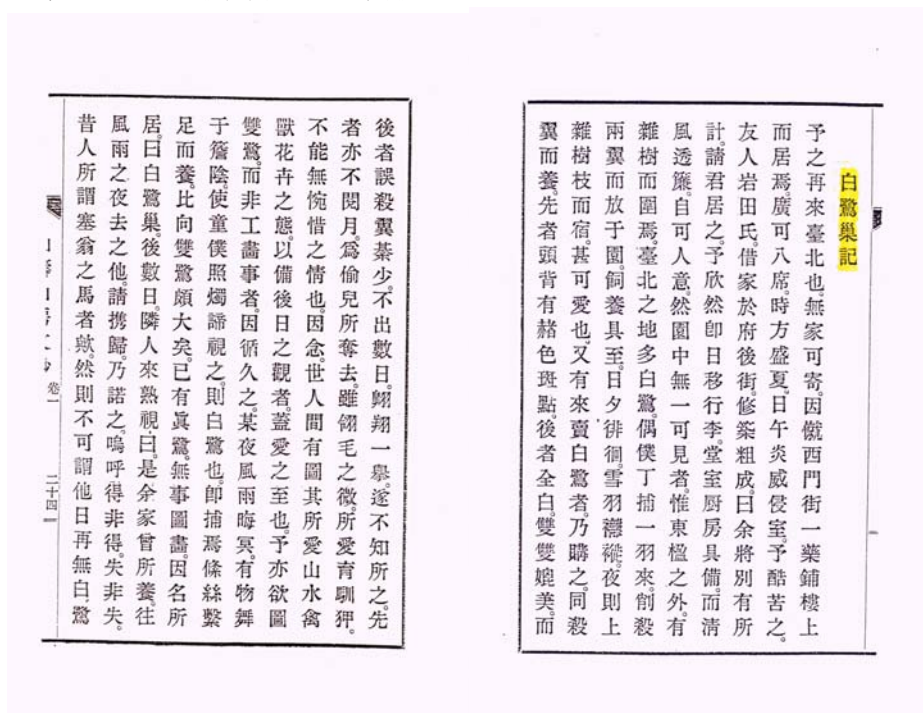 白鷺巢記
予之再來臺北也。無家可寄。因僦西門街一藥鋪樓上
而居焉。廣可八席。時方盛夏。日午炎威侵室。予酷苦之。
友人岩田氏。借家於府後街。修築粗成。曰余將別有所
計。請君居之。予欣然卽日移行李。堂室厨房具備。而清
風透簾。自可人意。然園中無一可見者。惟東楹之外。有
雜樹而圍焉。臺北之地多白鷺。偶僕丁捕一羽來。削殺
兩翼而放于園。飼養具至。日夕徘徊。雪羽襳褷。夜則上
雜樹枝而宿。甚可愛也。又有來賣白鷺者。乃購之。同殺
翼而養。先者頭背有赭色斑點。後者全白。雙雙媲美。而
後者誤殺翼綦少。不出數日。翺翔一擧。遂不知所之。先
者亦不閱月。爲偷兒所奪去。雖翎毛之微。所愛育馴狎。
不能無惋惜之情也。因念。世人間有圖其所愛山水禽
獸花卉之態。以備後日之觀者。蓋愛之至也。予亦欲圖
雙鷺。而非工畵事者。因循久之。某夜風雨晦冥。有物舞
于簷陰。使童僕照燭諦視之。則白鷺也。卽捕焉。絛絲繫
足而養。比向雙鷺頗大矣。已有眞鷺。無事圖畵。因名所
居。曰白鷺巢。後數日。隣人來熟視曰。是余家曾所養。往
風雨之夜去之他。請携歸。乃諾之。嗚呼得非得。失非失。
昔人所謂塞翁之馬者歟。然則不可謂他日再無白鷺
卷一
二十四